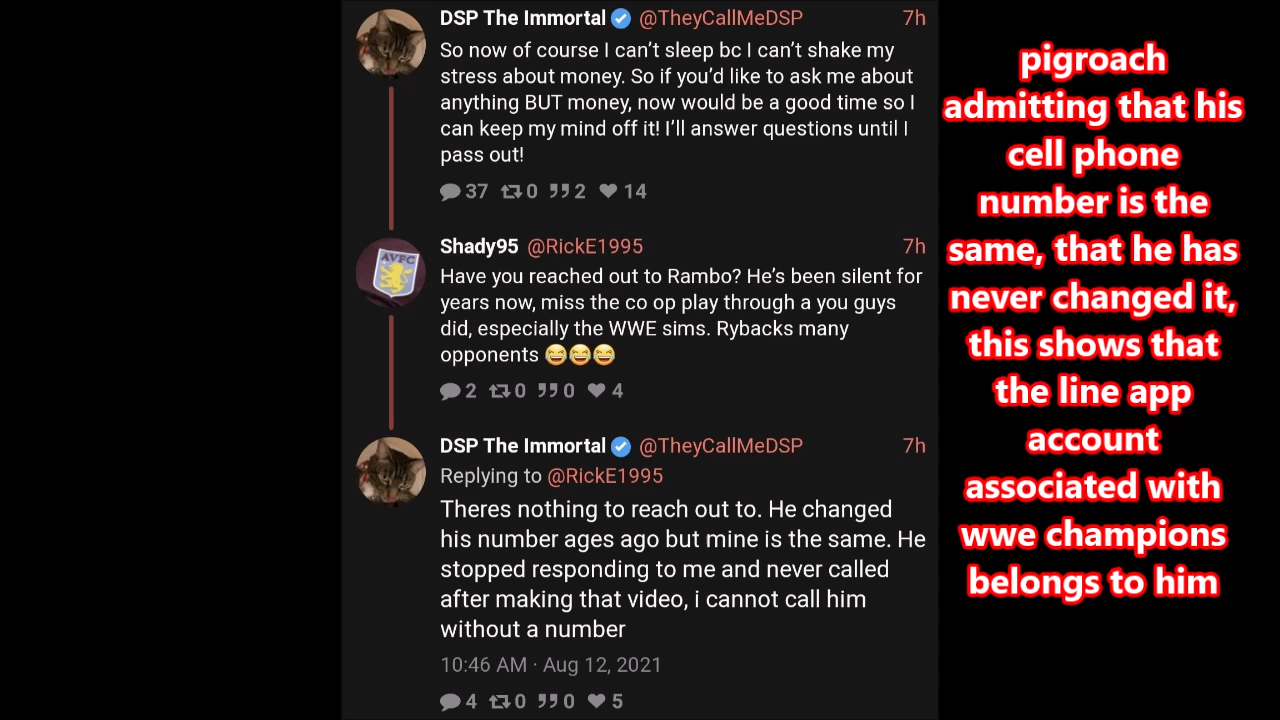 DSP The Immortal @TheyCallMeDSP 7h
So now of course I can't sleep bc I can't shake my
stress about money. So if you'd like to ask me about
anything BUT money, now would be a good time so I
can keep my mind off it! I'll answer questions until I
pass out!
37 0 2 14
Shady95 @RickE1995 7h
AVFC
Have you reached out to Rambo? He's been silent for
years now, miss the co op play through a you guys
did, especially the WWE sims. Rybacks many
opponents 😂😂😂
2 0 0 4
DSP The Immortal @TheyCallMeDSP 7h
Replying to @RickE1995
Theres nothing to reach out to. He changed
his number ages ago but mine is the same. He
stopped responding to me and never called
after making that video, i cannot call him
without a number
10:46 AM · Aug 12, 2021
4 0 0 5
pigroach
admitting that his
cell phone
number is the
same, that he has
never changed it,
this shows that
the line app
account
associated with
wwe champions
belongs to him